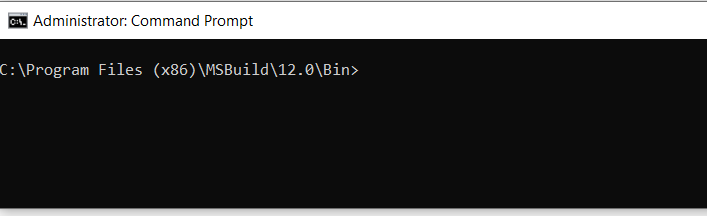 Administrator: Command Prompt
C:\Program Files (x86)\MSBuild\12.0\Bin>